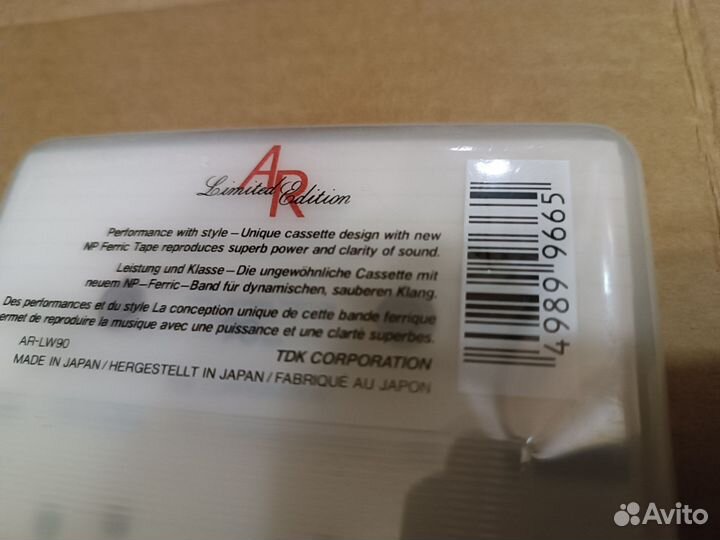 AR
Limited Edition
Performance with style – Unique cassette design with new
NP Ferric Tape reproduces superb power and clarity of sound.
Leistung und Klasse – Die ungewöhnliche Cassette mit
neuem NP-Ferric-Band für dynamischen, sauberen Klang.
Des performances et du style La conception unique de cette bande ferrique
permet de reproduire la musique avec une puissance et une clarté superbes.
AR-LW90
TDK CORPORATION
MADE IN JAPAN/HERGESTELLT IN JAPAN/FABRIQUÉ AU JAPON
4989 9665
Avito